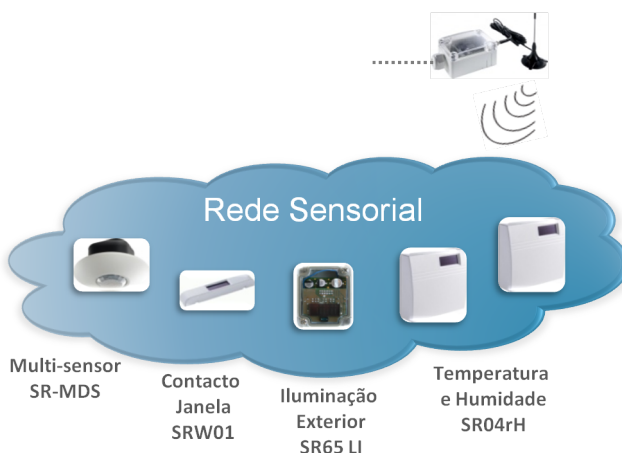 Rede Sensorial
Multi-sensor
SR-MDS
Contacto
Janela
SRW01
Iluminação
Exterior
SR65 LI
Temperatura
e Humidade
SR04rH